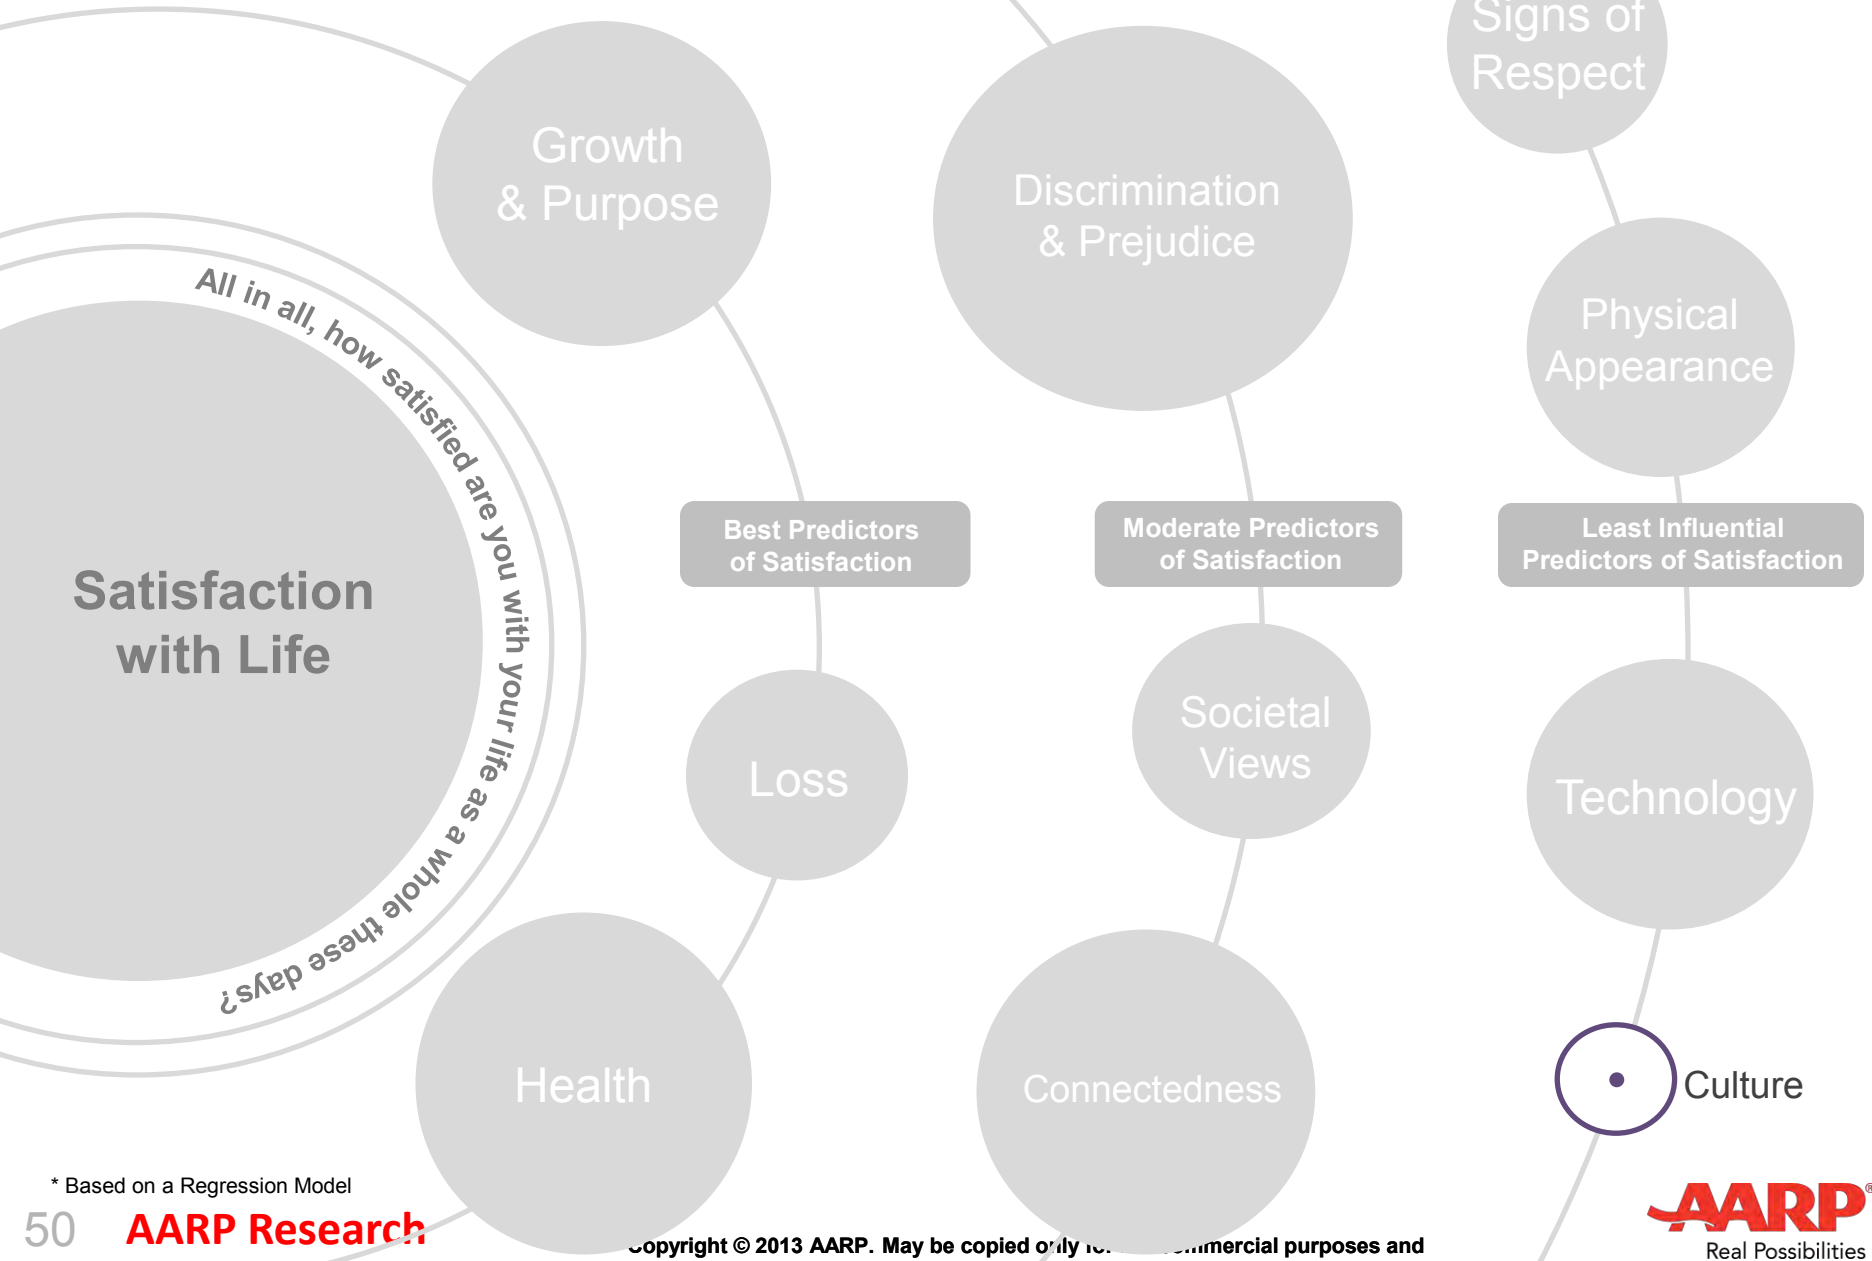 Signs of
Respect
Growth
& Purpose
Discrimination
& Prejudice
Physical
Appearance
All in all, how satisfied are you with your life as a whole these days?
Satisfaction
with Life
Best Predictors
of Satisfaction
Moderate Predictors
of Satisfaction
Least Influential
Predictors of Satisfaction
Loss
Societal
Views
Technology
Health
Connectedness
Culture
* Based on a Regression Model
50
AARP Research
Copyright © 2013 AARP. May be copied only commercial purposes and
AARP®
Real Possibilities